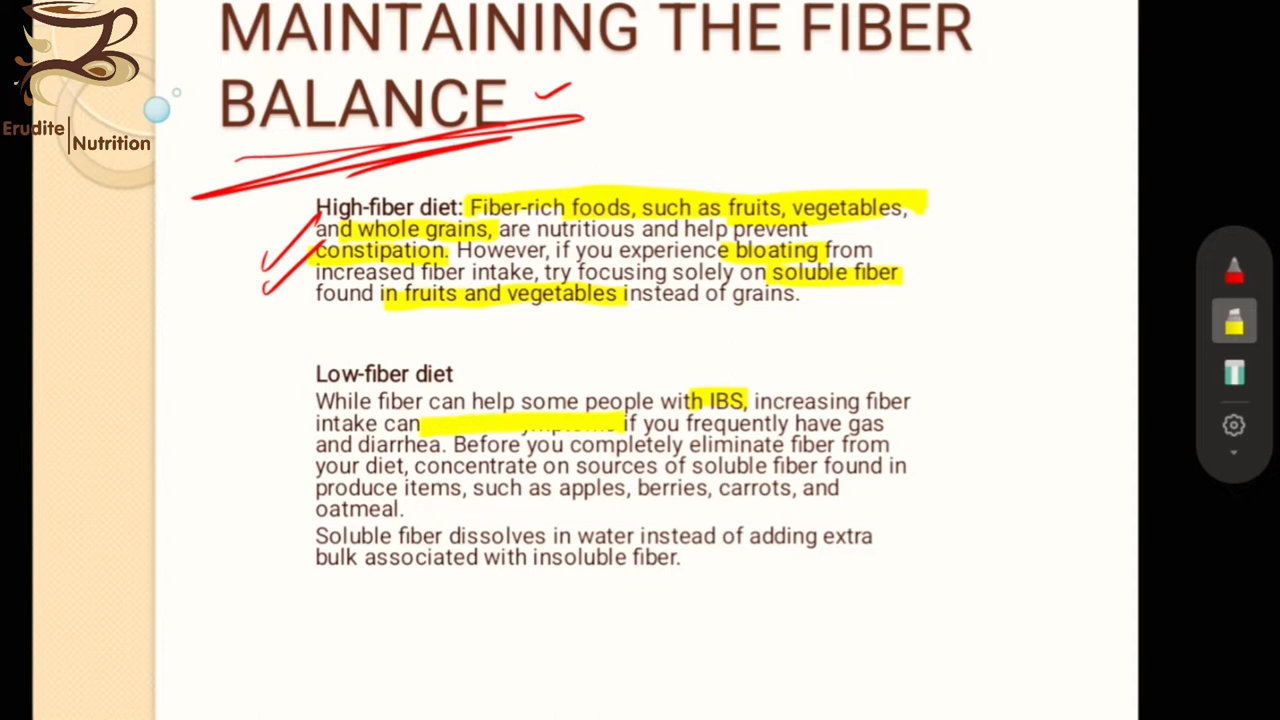 MAINTAINING THE FIBER
BALANCE
Erudite
Nutrition
High-fiber diet: Fiber-rich foods, such as fruits, vegetables,
and whole grains, are nutritious and help prevent
constipation. However, if you experience bloating from
increased fiber intake, try focusing solely on soluble fiber
found in fruits and vegetables instead of grains.
Low-fiber diet
While fiber can help some people with IBS, increasing fiber
intake can if you frequently have gas
and diarrhea. Before you completely eliminate fiber from
your diet, concentrate on sources of soluble fiber found in
produce items, such as apples, berries, carrots, and
oatmeal.
Soluble fiber dissolves in water instead of adding extra
bulk associated with insoluble fiber.